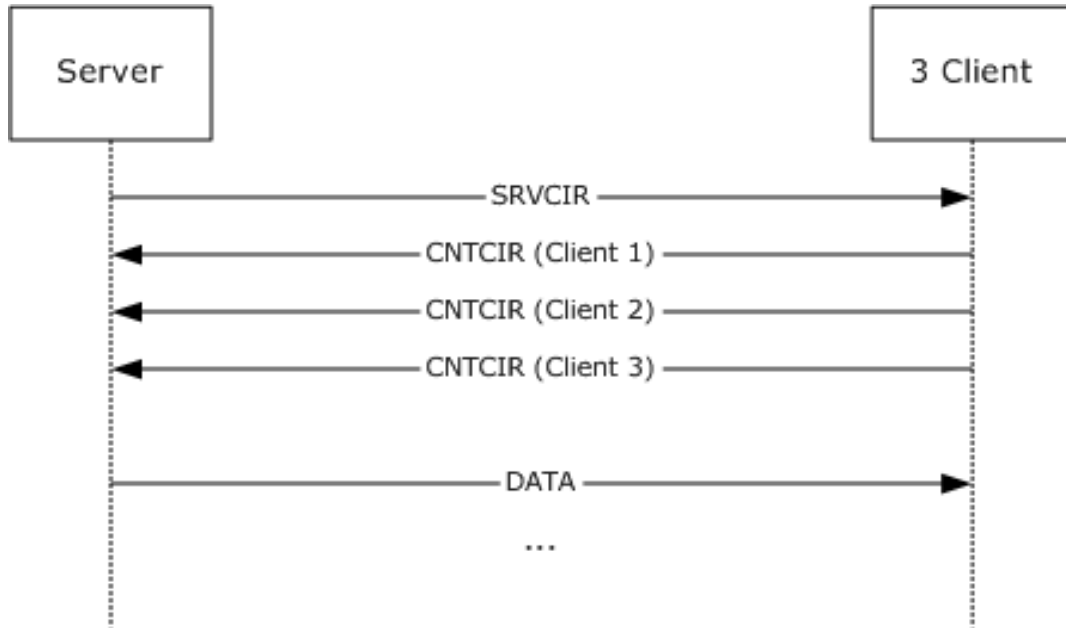 Server
3 Client
SRVCIR
CNTCIR (Client 1)
CNTCIR (Client 2)
CNTCIR (Client 3)
DATA
...